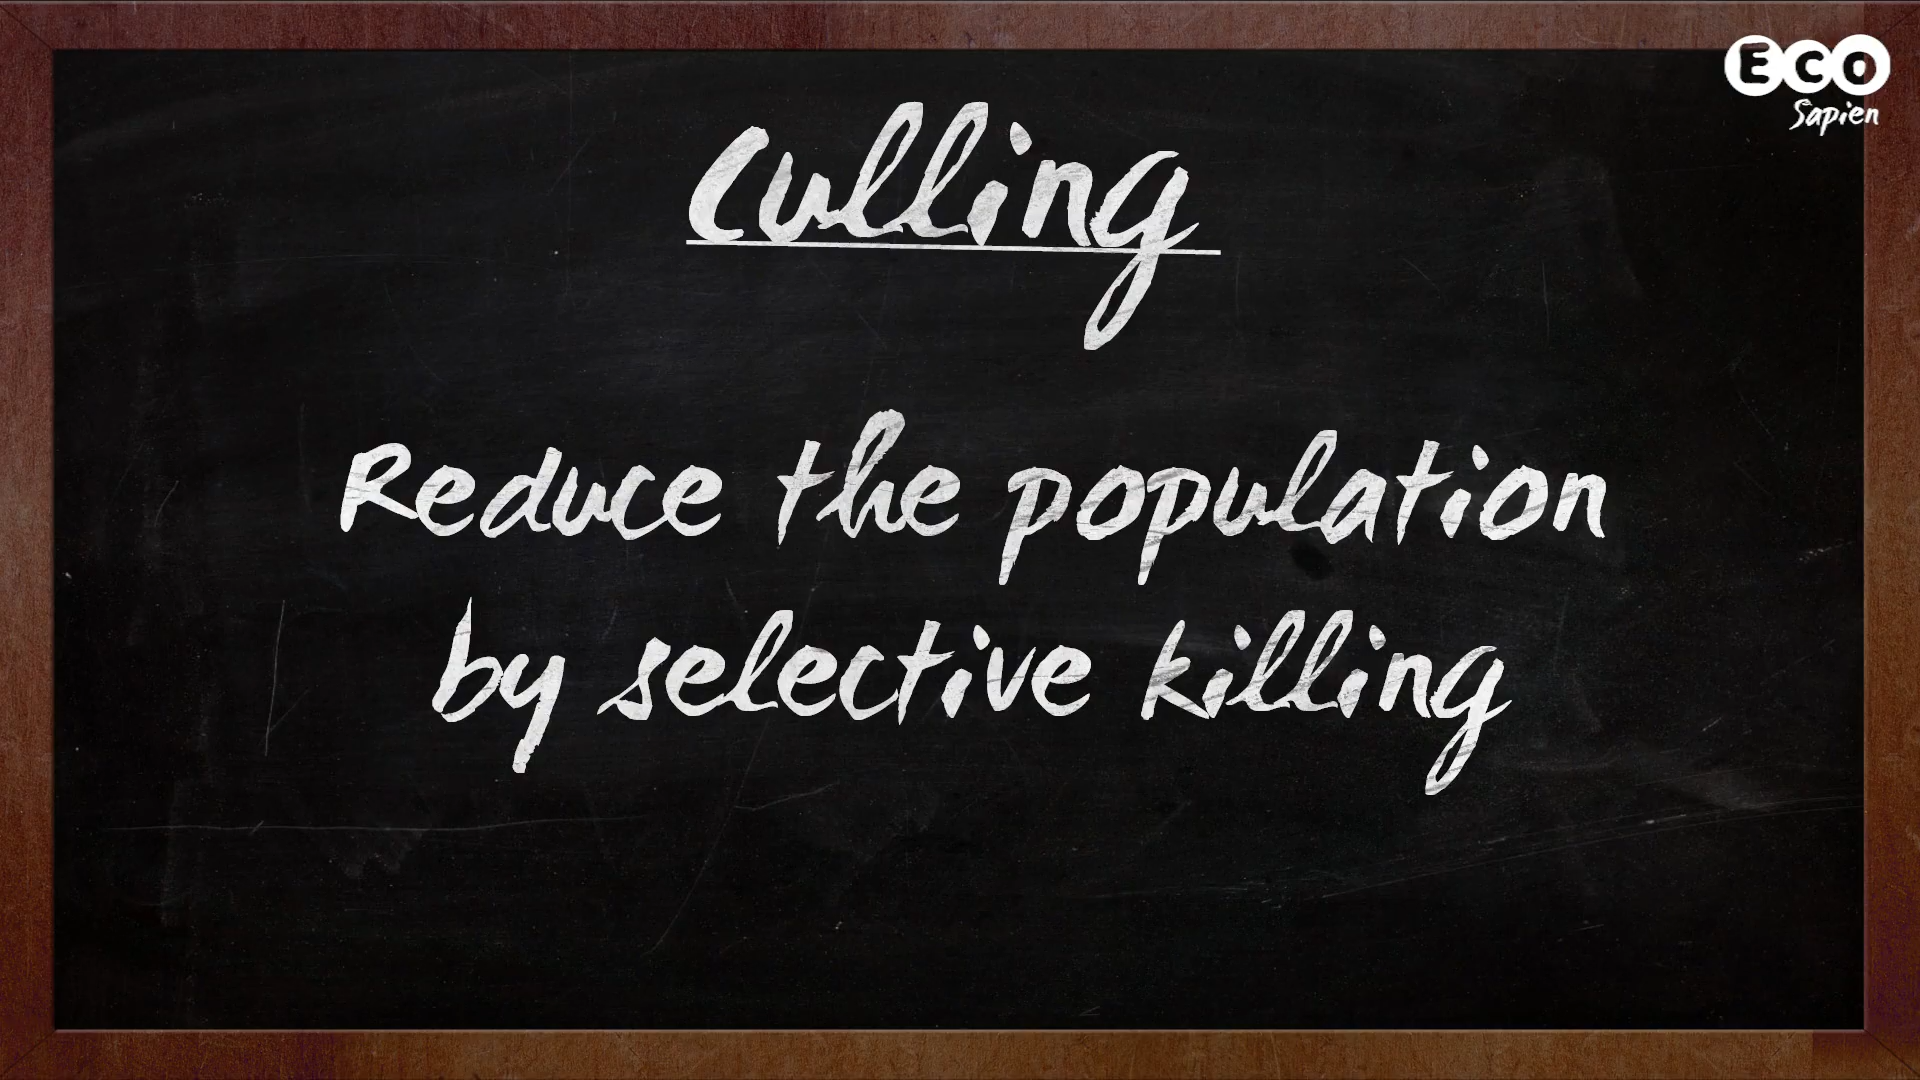 ECO
Sapien
Culling
Reduce the population
by selective killing